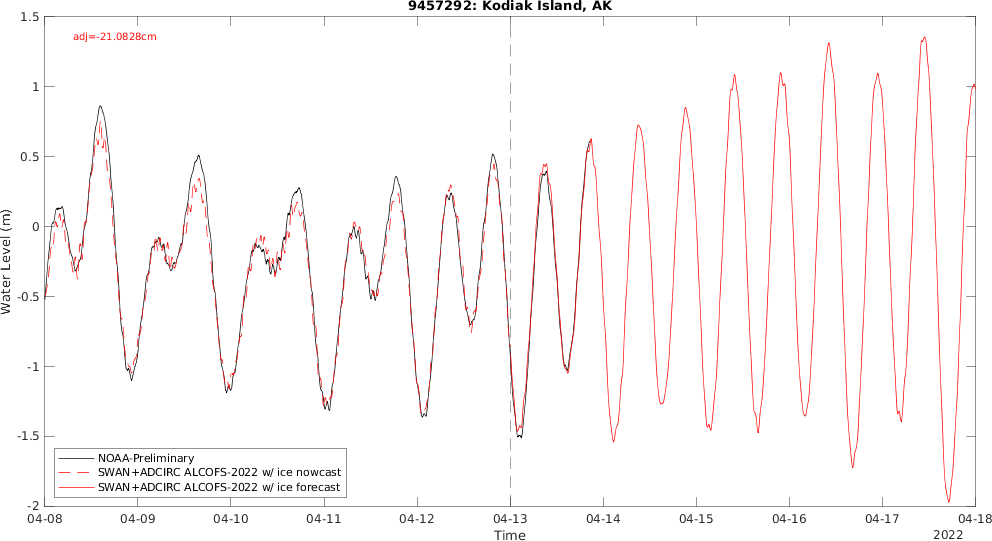 9457292: Kodiak Island, AK
adj=-21.0828cm
1.5
1
0.5
0
-0.5
-1
-1.5
-2
Water Level (m)
NOAA-Preliminary
SWAN+ADCIRC ALCOFS-2022 w/ ice nowcast
SWAN+ADCIRC ALCOFS-2022 w/ ice forecast
04-08 04-09 04-10 04-11 04-12 04-13 04-14 04-15 04-16 04-17 04-18
Time
2022